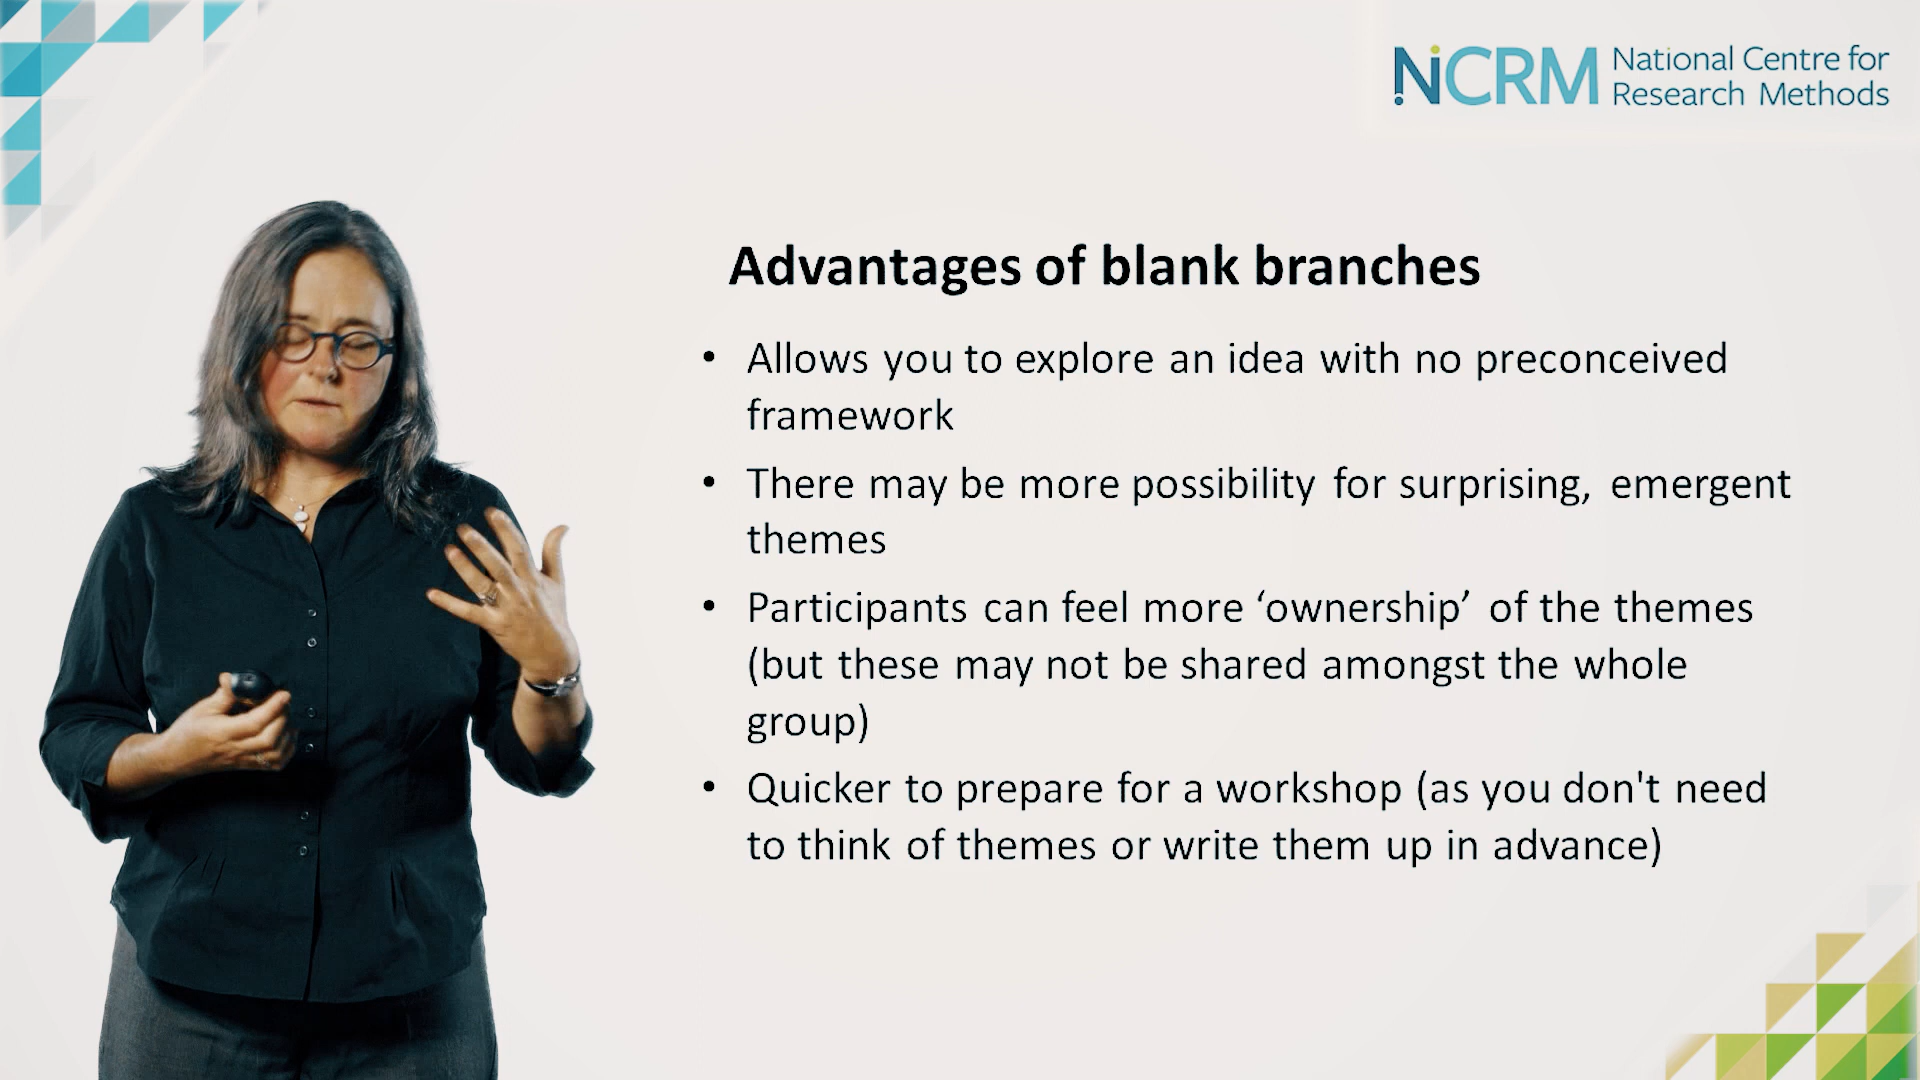 NCRM National Centre for
Research Methods
Advantages of blank branches
• Allows you to explore an idea with no preconceived
framework
• There may be more possibility for surprising, emergent
themes
• Participants can feel more ‘ownership’ of the themes
(but these may not be shared amongst the whole
group)
• Quicker to prepare for a workshop (as you don't need
to think of themes or write them up in advance)